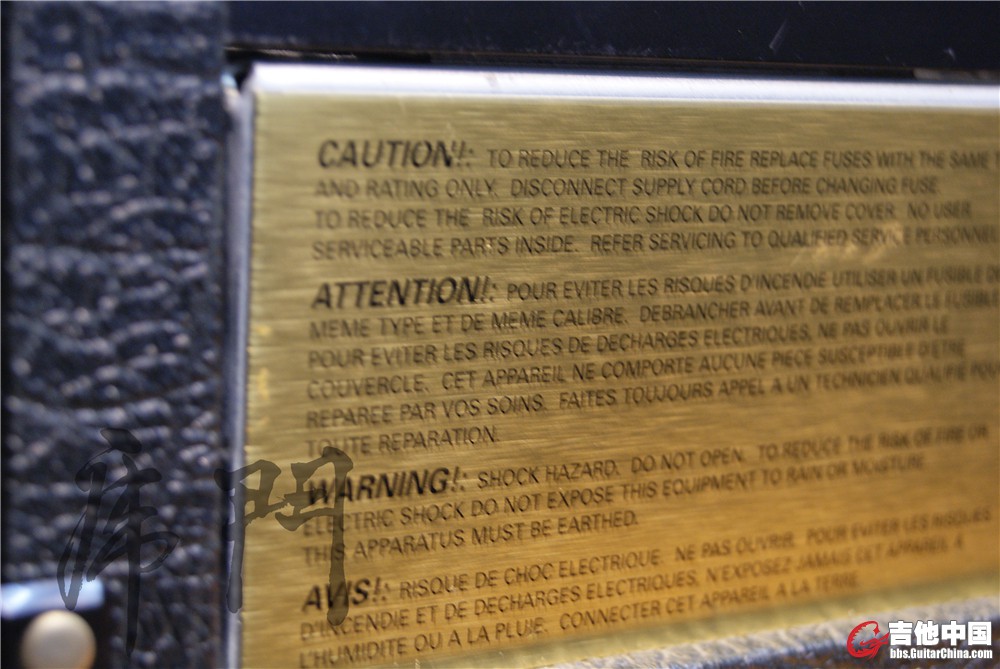 CAUTION!: TO REDUCE THE RISK OF FIRE REPLACE FUSES WITH THE SAME
AND RATING ONLY. DISCONNECT SUPPLY CORD BEFORE CHANGING FUSE
TO REDUCE THE RISK OF ELECTRIC SHOCK DO NOT REMOVE COVER. NO USER
SERVICEABLE PARTS INSIDE. REFER SERVICING TO QUALIFIED SERVICE PERSONNEL
ATTENTION!: POUR EVITER LES RISQUES D'INCENDIE UTILISER UN FUSIBLE DE
MEME TYPE ET DE MEME CALIBRE. DEBRANCHER AVANT DE REMPLACER LE FUSIBLE
POUR EVITER LES RISQUES DE DECHARGES ELECTRIQUES, NE PAS OUVRIR LE
COUVERCLE. CET APPAREIL NE COMPORTE AUCUNE PIECE SUSCEPTIBLE D'ETRE
REPAREE PAR VOS SOINS. FAITES TOUJOURS APPEL A UN TECHNICIEN QUALIFIE POUR
TOUTE REPARATION.
WARNING!: SHOCK HAZARD. DO NOT OPEN. TO REDUCE THE RISK OF FIRE OR
ELECTRIC SHOCK DO NOT EXPOSE THIS EQUIPMENT TO RAIN OR MOISTURE
THIS APPARATUS MUST BE EARTHED.
AVIS!: RISQUE DE CHOC ELECTRIQUE. NE PAS OUVRIR. POUR EVITER LES RISQUES
D'INCENDIE ET DE DECHARGES ELECTRIQUES, N'EXPOSEZ JAMAIS CET APPAREIL A
L'HUMIDITE OU A LA PLUIE. CONNECTER CET APPAREIL A LA TERRE.
吉他中国
bbs.GuitarChina.com